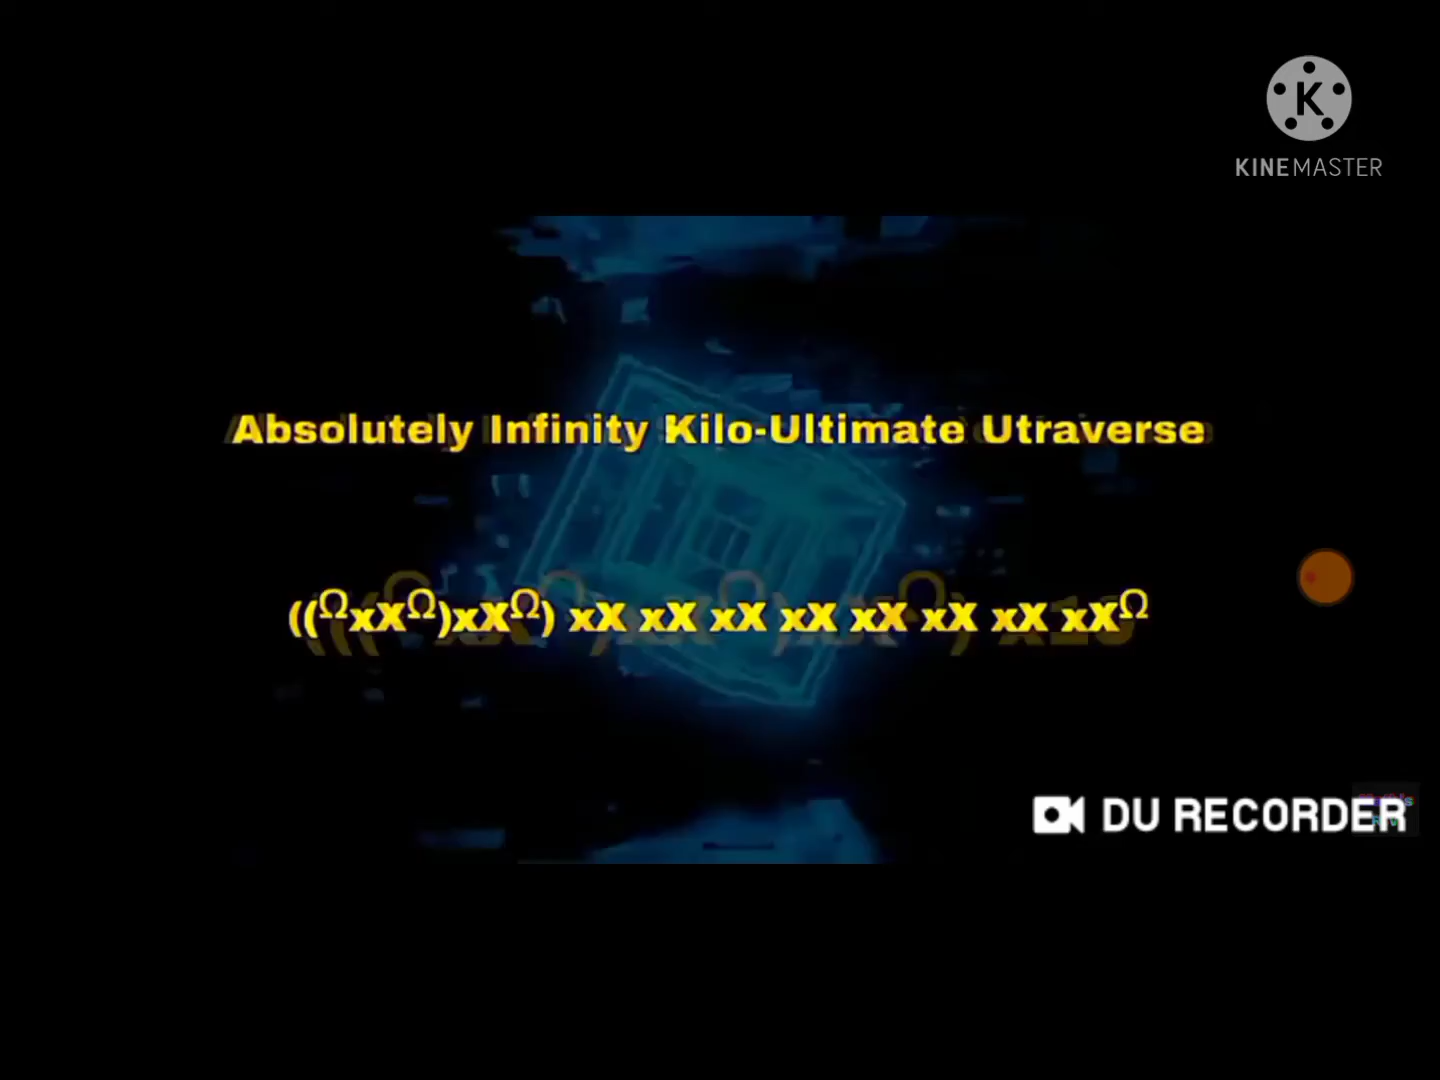 K
KINEMASTER
Absolutely Infinity Kilo-Ultimate Utraverse
((ΩxXΩ)xXΩ) xX xX xX xX xX xX xX xXΩ
DU RECORDER